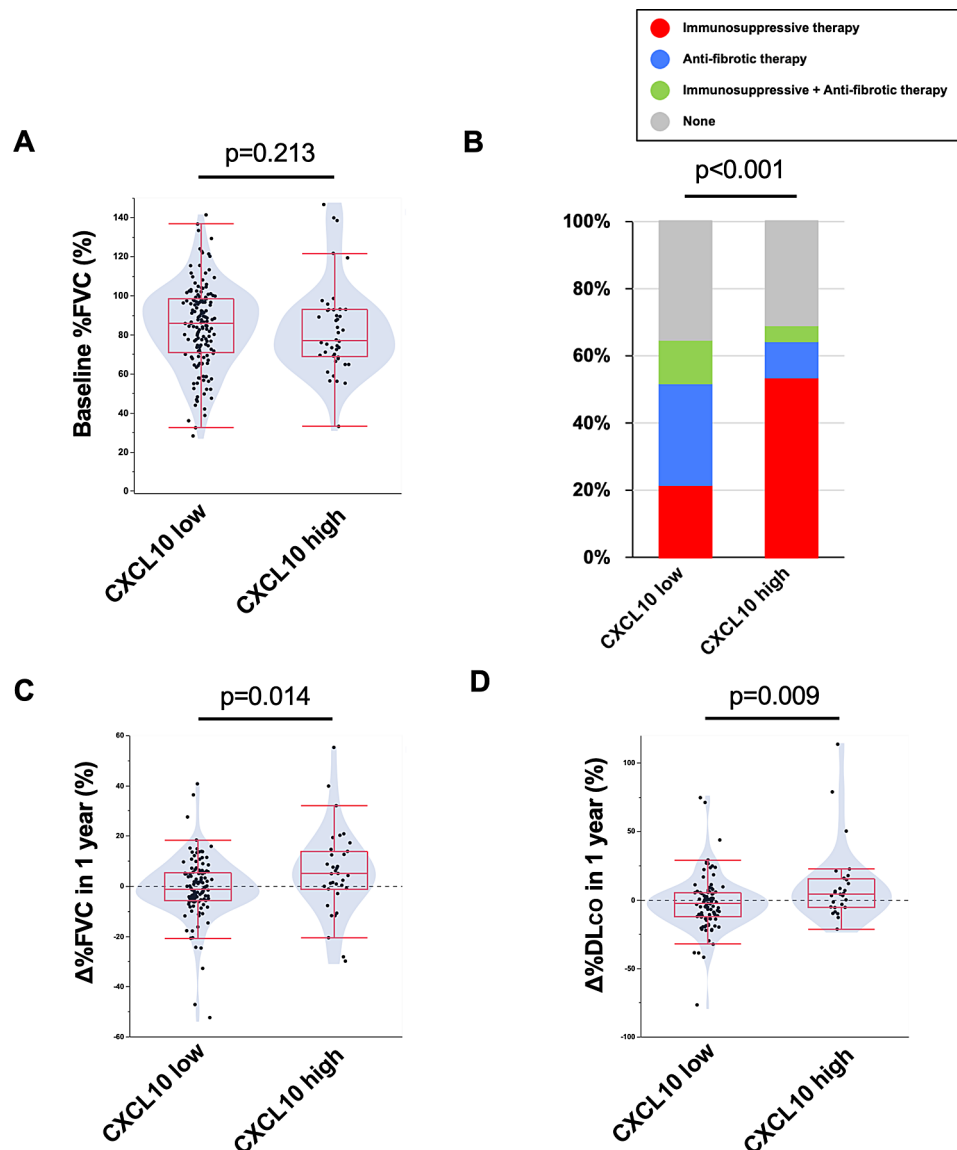 Immunosuppressive therapy
Anti-fibrotic therapy
Immunosuppressive + Anti-fibrotic therapy
None
A
p=0.213
Baseline %FVC (%)
140
120
100
80
60
40
20
0
CXCL10 low
CXCL10 high
B
p<0.001
100%
80%
60%
40%
20%
0%
CXCL10 low
CXCL10 high
C
p=0.014
Δ%FVC in 1 year (%)
60
40
20
0
-20
-40
-60
CXCL10 low
CXCL10 high
D
p=0.009
Δ%DLco in 1 year (%)
100
50
0
-50
-100
CXCL10 low
CXCL10 high